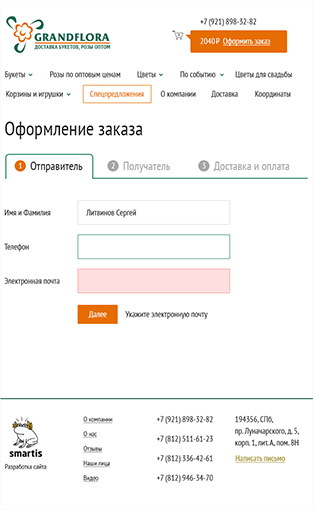 GRANDFLORA
ДОСТАВКА БУКЕТОВ, РОЗЫ ОПТОМ
+7 (921) 898-32-82
2040 ₽ Оформить заказ
Букеты Розы по оптовым ценам Цветы По событию Цветы для свадьбы
Корзины и игрушки Спецпредложения О компании Доставка Координаты
Оформление заказа
1 Отправитель 2 Получатель 3 Доставка и оплата
Имя и Фамилия Литвинов Сергей
Телефон
Электронная почта
Далее Укажите электронную почту
smartis
Разработка сайта
О компании
О нас
Отзывы
Наши лица
Видео
+7 (921) 898-32-82
+7 (812) 511-61-23
+7 (812) 336-42-61
+7 (812) 946-34-70
194356, СПб,
пр. Луначарского, д. 5,
корп. 1, лит. А, пом. 8Н
Написать письмо